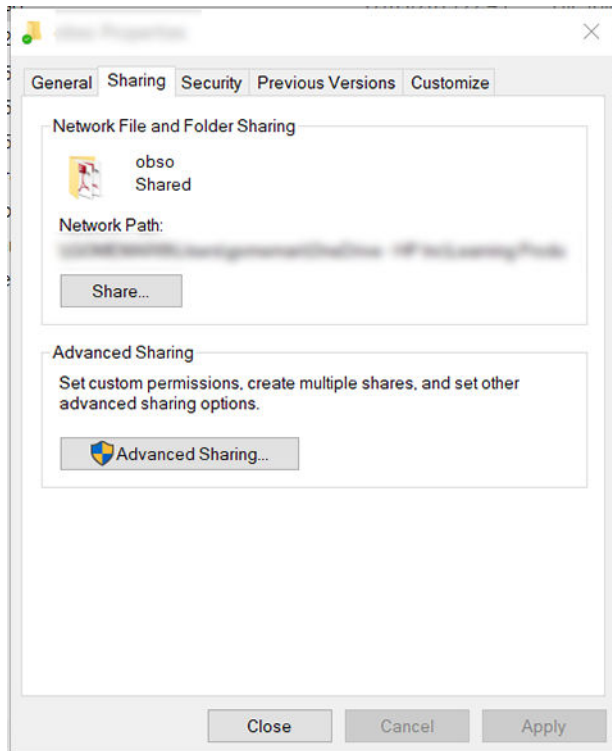 General Sharing Security Previous Versions Customize
Network File and Folder Sharing
obso
Shared
Network Path:
Share...
Advanced Sharing
Set custom permissions, create multiple shares, and set other
advanced sharing options.
Advanced Sharing...
Close Cancel Apply